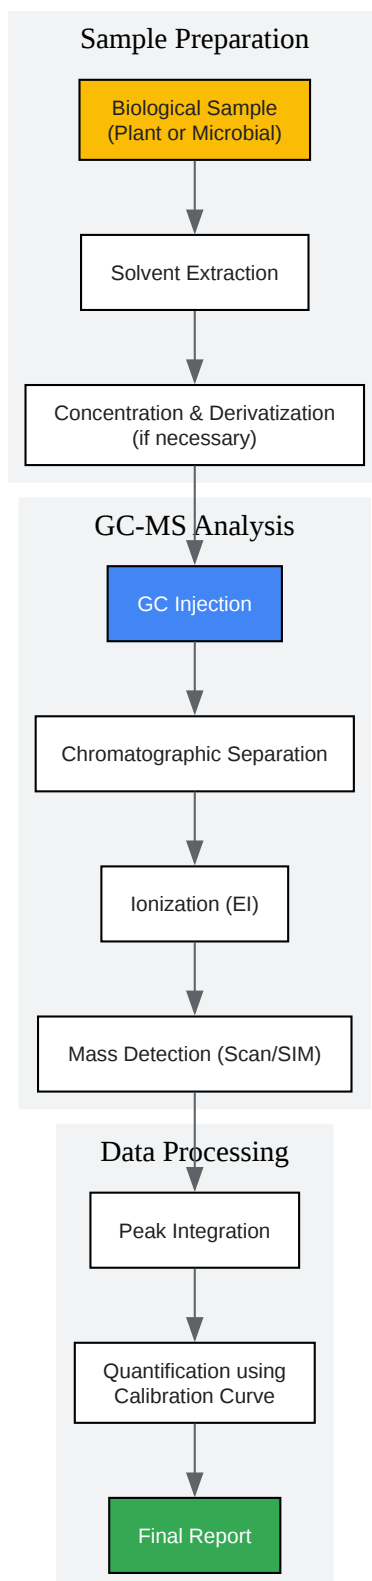 Sample Preparation
Biological Sample
(Plant or Microbial)
Solvent Extraction
Concentration & Derivatization
(if necessary)
GC-MS Analysis
GC Injection
Chromatographic Separation
Ionization (EI)
Mass Detection (Scan/SIM)
Data Processing
Peak Integration
Quantification using
Calibration Curve
Final Report